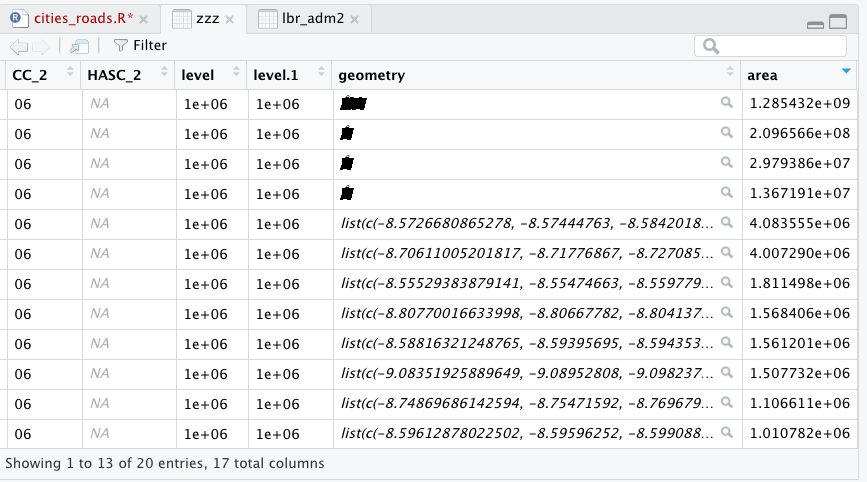 cities_roads.R* zzz lbr_adm2
Filter
CC_2 HASC_2 level level.1 geometry area
06 NA 1e+06 1e+06 1.285432e+09
06 NA 1e+06 1e+06 2.096566e+08
06 NA 1e+06 1e+06 2.979386e+07
06 NA 1e+06 1e+06 1.367191e+07
06 NA 1e+06 1e+06 list(c(-8.5726680865278, -8.57444763, -8.5842018... 4.083555e+06
06 NA 1e+06 1e+06 list(c(-8.70611005201817, -8.71776867, -8.727085... 4.007290e+06
06 NA 1e+06 1e+06 list(c(-8.55529383879141, -8.55474663, -8.559779... 1.811498e+06
06 NA 1e+06 1e+06 list(c(-8.80770016633998, -8.80667782, -8.804137... 1.568406e+06
06 NA 1e+06 1e+06 list(c(-8.58816321248765, -8.59395695, -8.594353... 1.561201e+06
06 NA 1e+06 1e+06 list(c(-9.08351925889649, -9.08952808, -9.098237... 1.507732e+06
06 NA 1e+06 1e+06 list(c(-8.74869686142594, -8.75471592, -8.769679... 1.106611e+06
06 NA 1e+06 1e+06 list(c(-8.59612878022502, -8.59596252, -8.599088... 1.010782e+06
Showing 1 to 13 of 20 entries, 17 total columns